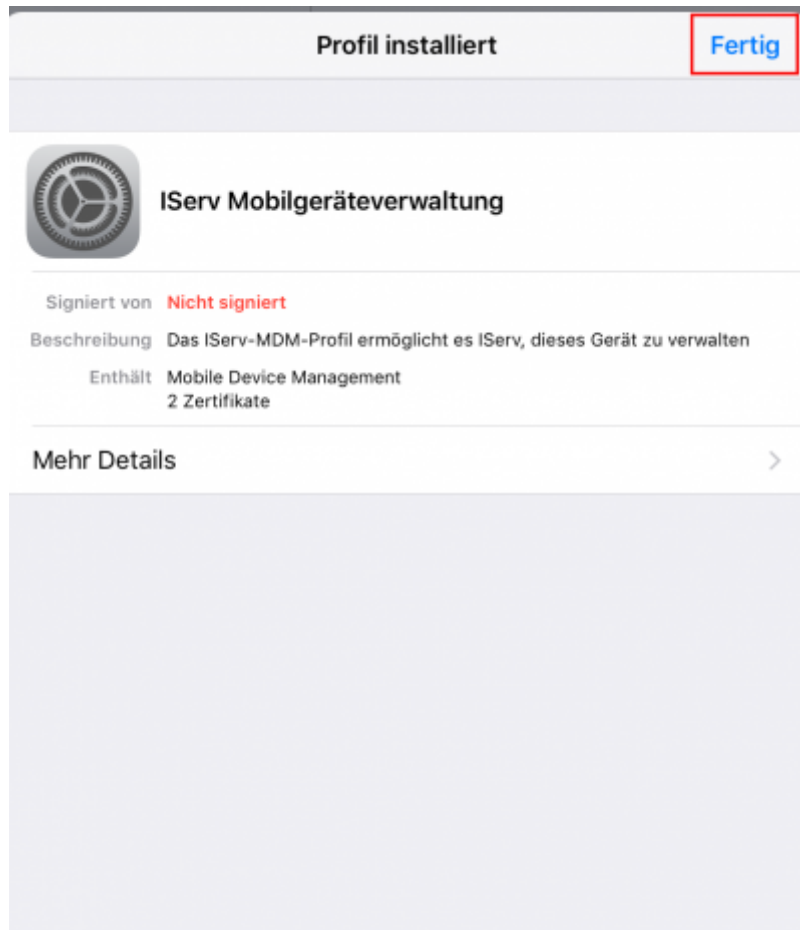 Profil installiert
Fertig
IServ Mobilgeräteverwaltung
Signiert von Nicht signiert
Beschreibung Das IServ-MDM-Profil ermöglicht es IServ, dieses Gerät zu verwalten
Enthält Mobile Device Management
2 Zertifikate
Mehr Details